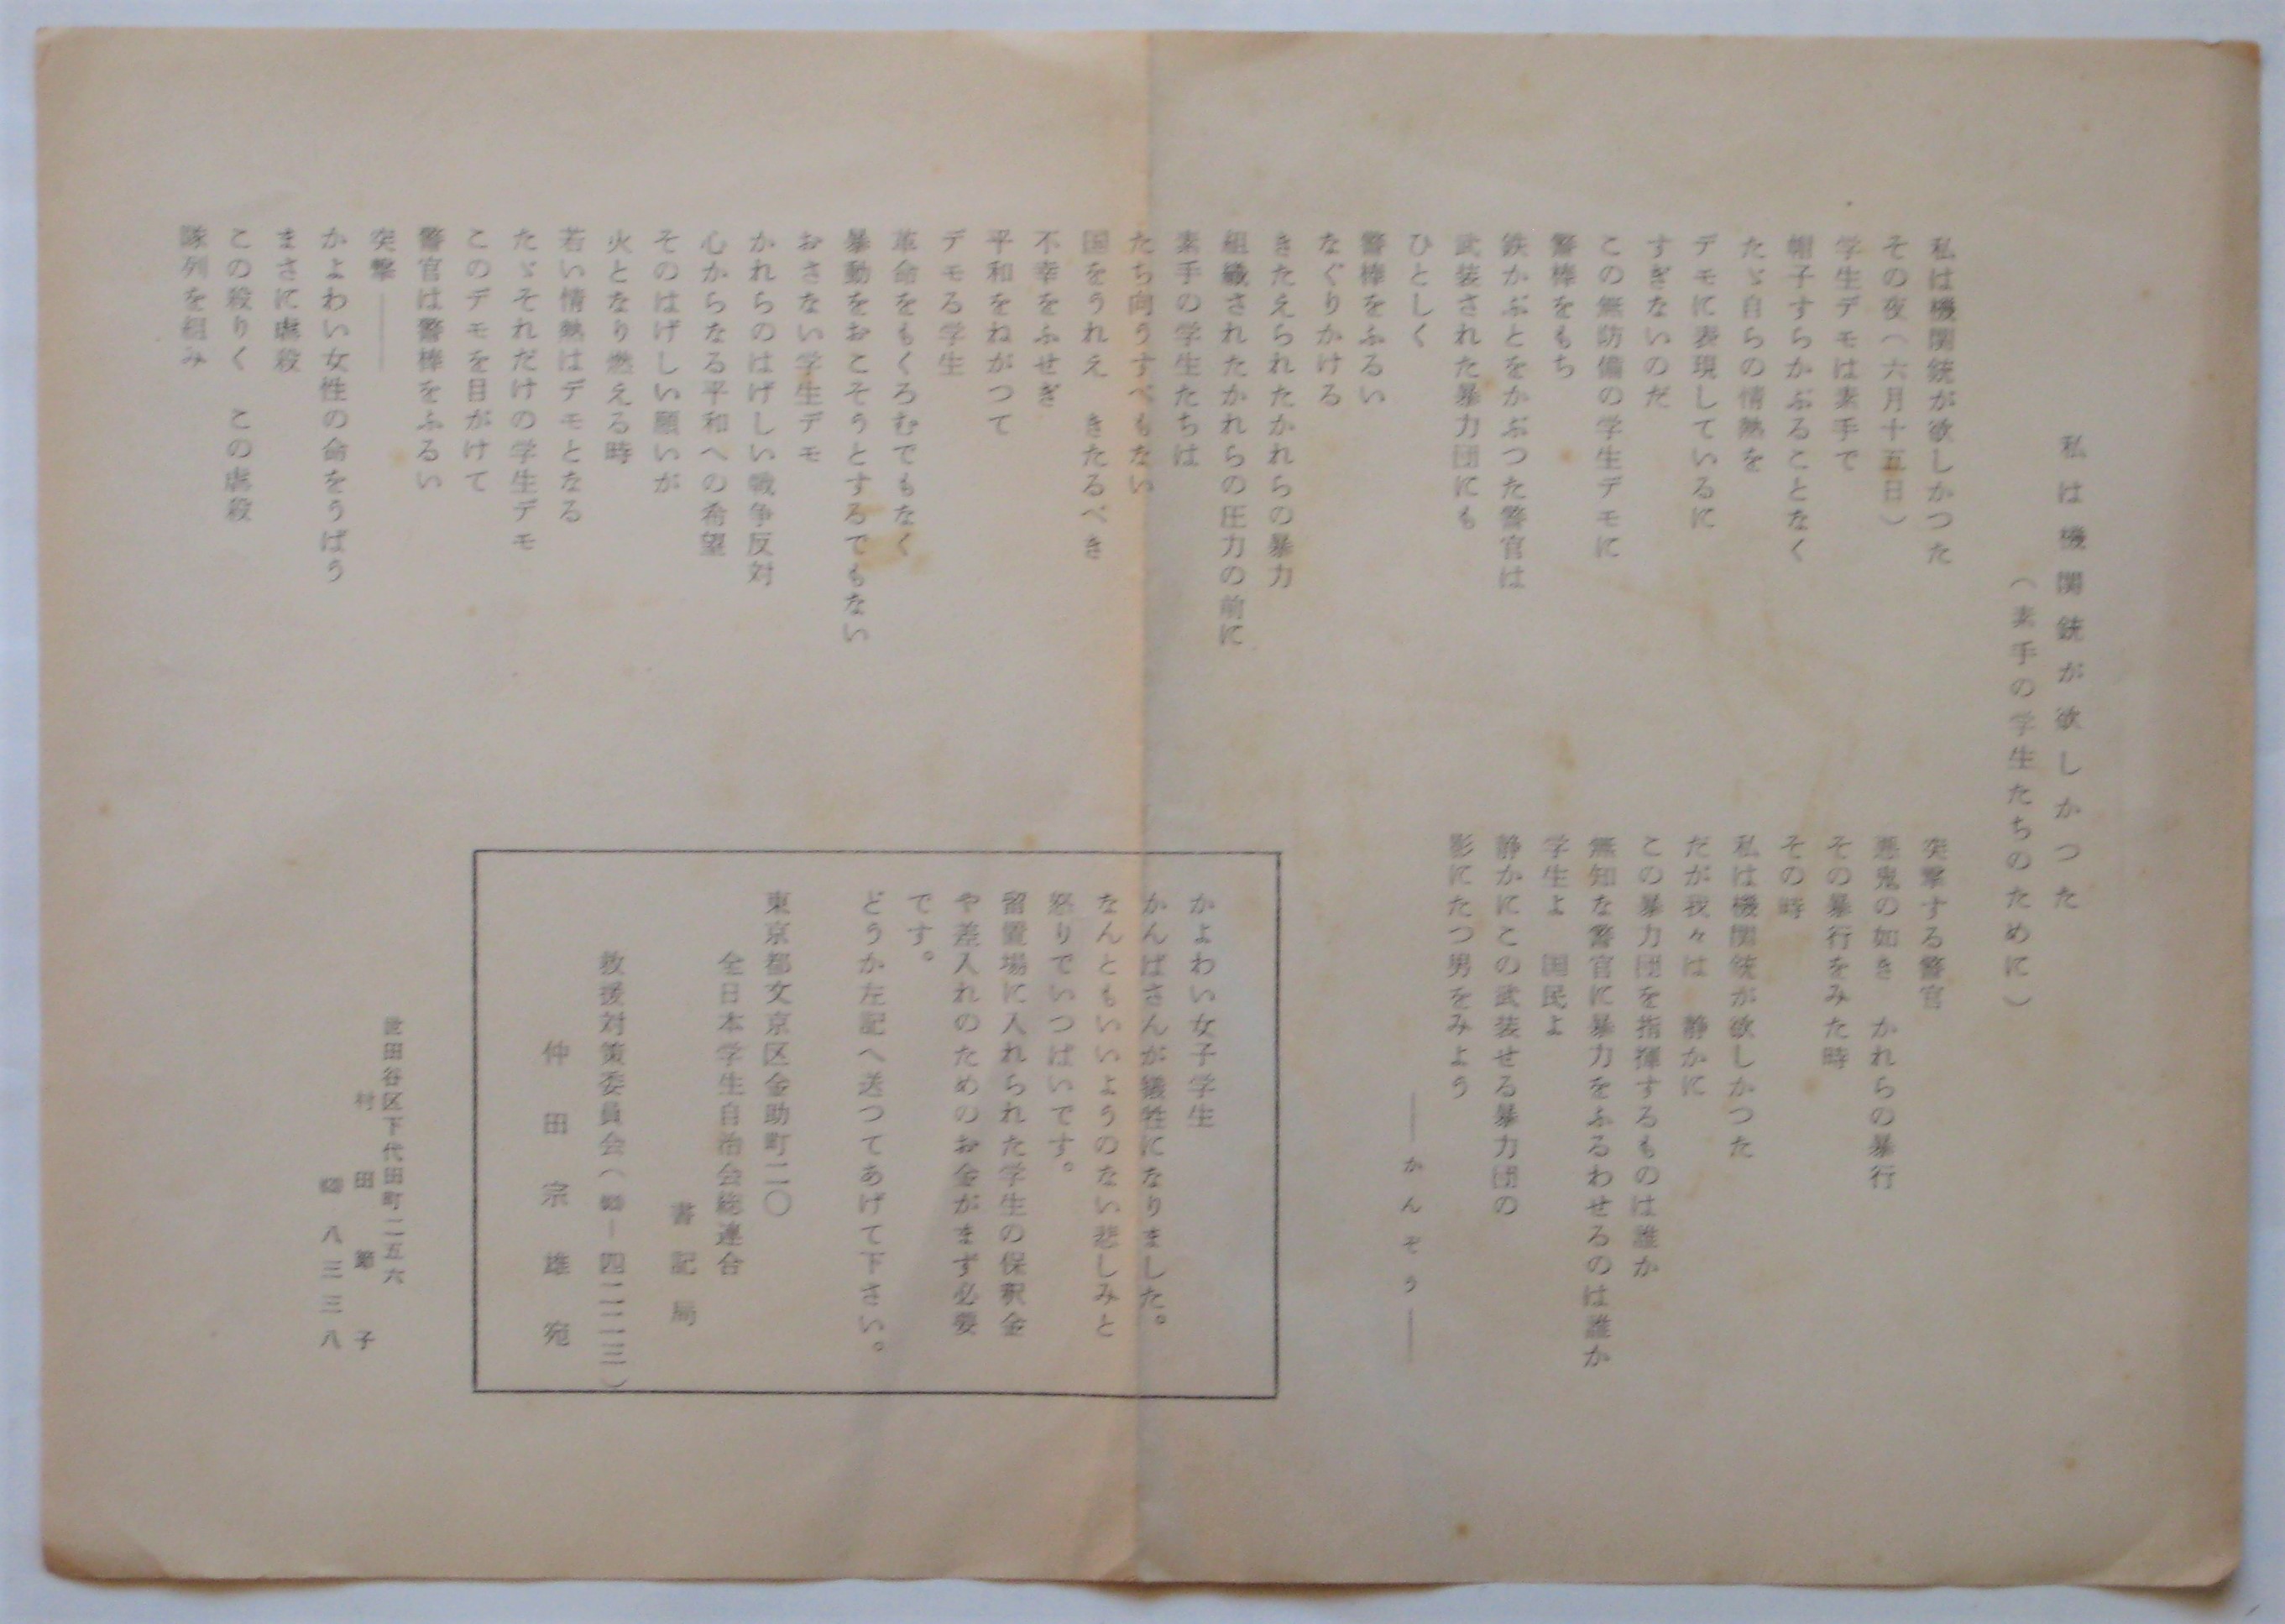 私は機関銃が欲しかつた
（素手の学生たちのために）
私は機関銃が欲しかつた
その夜（六月十五日）
学生デモは素手で
帽子すらかぶることなく
たゞ自らの情熱を
デモに表現しているに
すぎないのだ
この無防備の学生デモに
警棒をもち
鉄かぶとをかぶつた警官は
武装された暴力団にも
ひとしく
警棒をふるい
なぐりかける
きたえられたかれらの暴力
組織されたかれらの圧力の前に
素手の学生たちは
たち向うすべもない
国をうれえ　きたるべき
不幸をふせぎ
平和をねがつて
デモる学生
革命をもくろむでもなく
暴動をおこそうとするでもない
おさない学生デモ
かれらのはげしい戦争反対
心からなる平和への希望
そのはげしい願いが
火となり燃える時
若い情熱はデモとなる
たゞそれだけの学生デモ
このデモを目がけて
警官は警棒をふるい
突撃――
かよわい女性の命をうばう
まさに虐殺
この殺りく　この虐殺
隊列を組み
突撃する警官
悪鬼の如き　かれらの暴行
その暴行をみた時
その時
私は機関銃が欲しかつた
だが我々は　静かに
この暴力団を指揮するものは誰か
無知な警官に暴力をふるわせるのは誰か
学生よ　国民よ
静かにこの武装せる暴力団の
影にたつ男をみよう
――かんぞう――
かよわい女子学生
かんばさんが犠牲になりました。
なんともいいようのない悲しみと
怒りでいつぱいです。
留置場に入れられた学生の保釈金
や差入れのためのお金がまず必要
です。
どうか左記へ送つてあげて下さい。
東京都文京区金助町二〇
全日本学生自治会総連合
書記局
救援対策委員会（　―四二二三）
仲田宗雄宛
世田谷区下代田町二五六
村田節子
八三三八